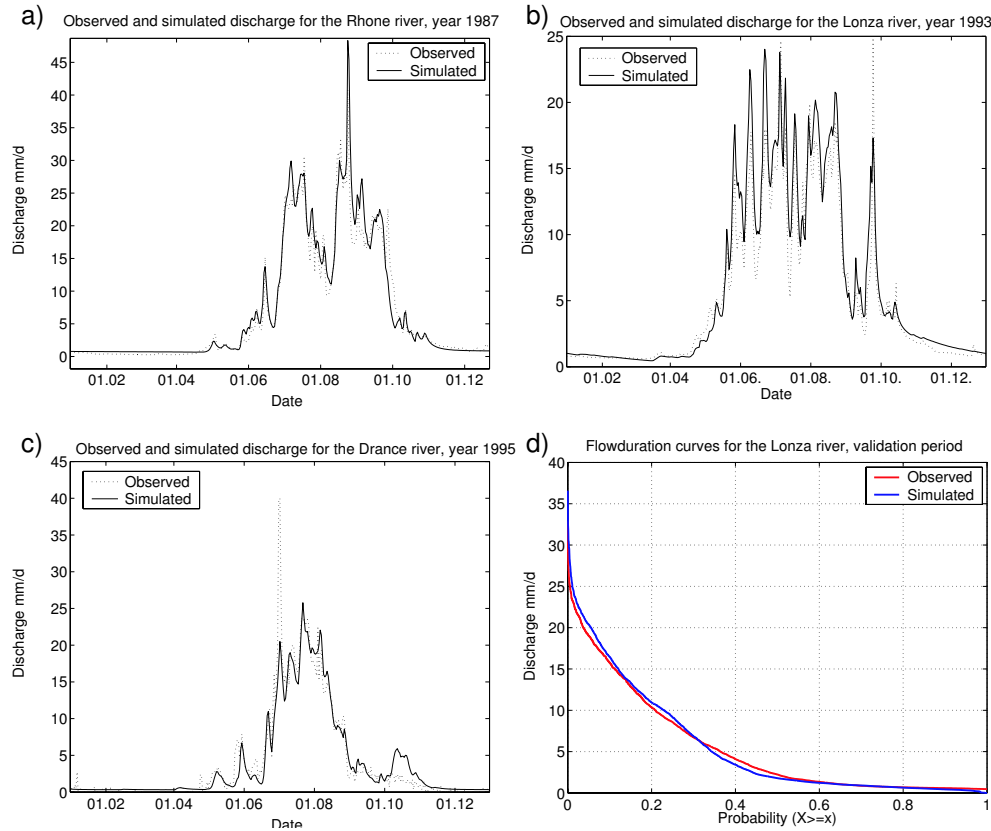 a)
Observed and simulated discharge for the Rhone river, year 1987
Observed
Simulated
45
40
35
30
25
20
15
10
5
0
Discharge mm/d
01.02 01.04 01.06 01.08 01.10 01.12
Date
b)
Observed and simulated discharge for the Lonza river, year 1993
Observed
Simulated
25
20
15
10
5
0
Discharge mm/d
01.02 01.04 01.06. 01.08. 01.10. 01.12.
Date
c)
Observed and simulated discharge for the Drance river, year 1995
Observed
Simulated
45
40
35
30
25
20
15
10
5
0
Discharge mm/d
01.02 01.04 01.06 01.08 01.10 01.12
Date
d)
Flowduration curves for the Lonza river, validation period
Observed
Simulated
40
35
30
25
20
15
10
5
0
Discharge mm/d
0 0.2 0.4 0.6 0.8 1
Probability (X>=x)